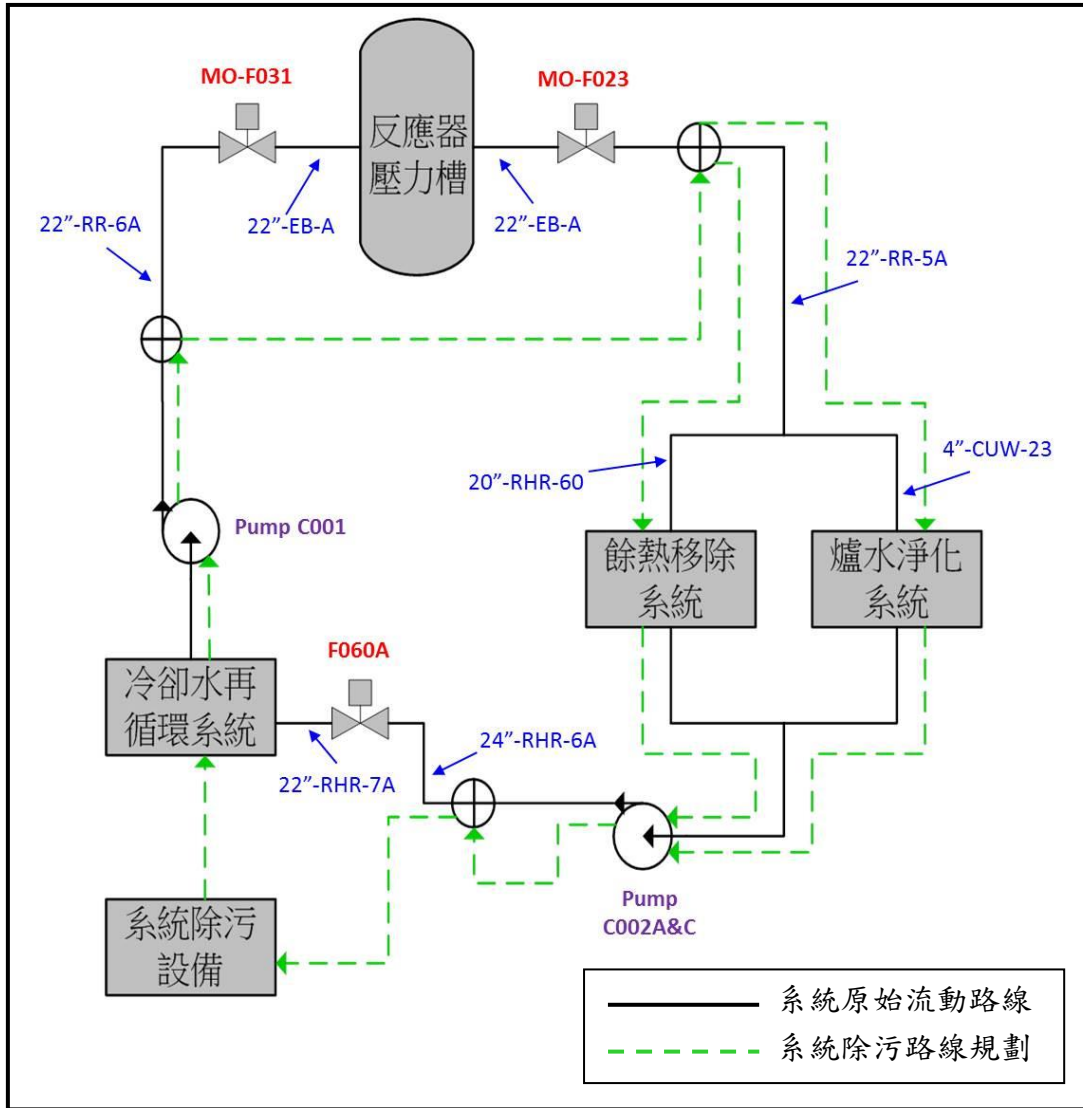 MO-F031
MO-F023
反應器
壓力槽
22”-RR-6A
22”-EB-A
22”-EB-A
22”-RR-5A
20”-RHR-60
4”-CUW-23
Pump C001
餘熱移除
系統
爐水淨化
系統
F060A
冷卻水再
循環系統
24”-RHR-6A
22”-RHR-7A
Pump
C002A&C
系統除污
設備
系統原始流動路線
系統除污路線規劃